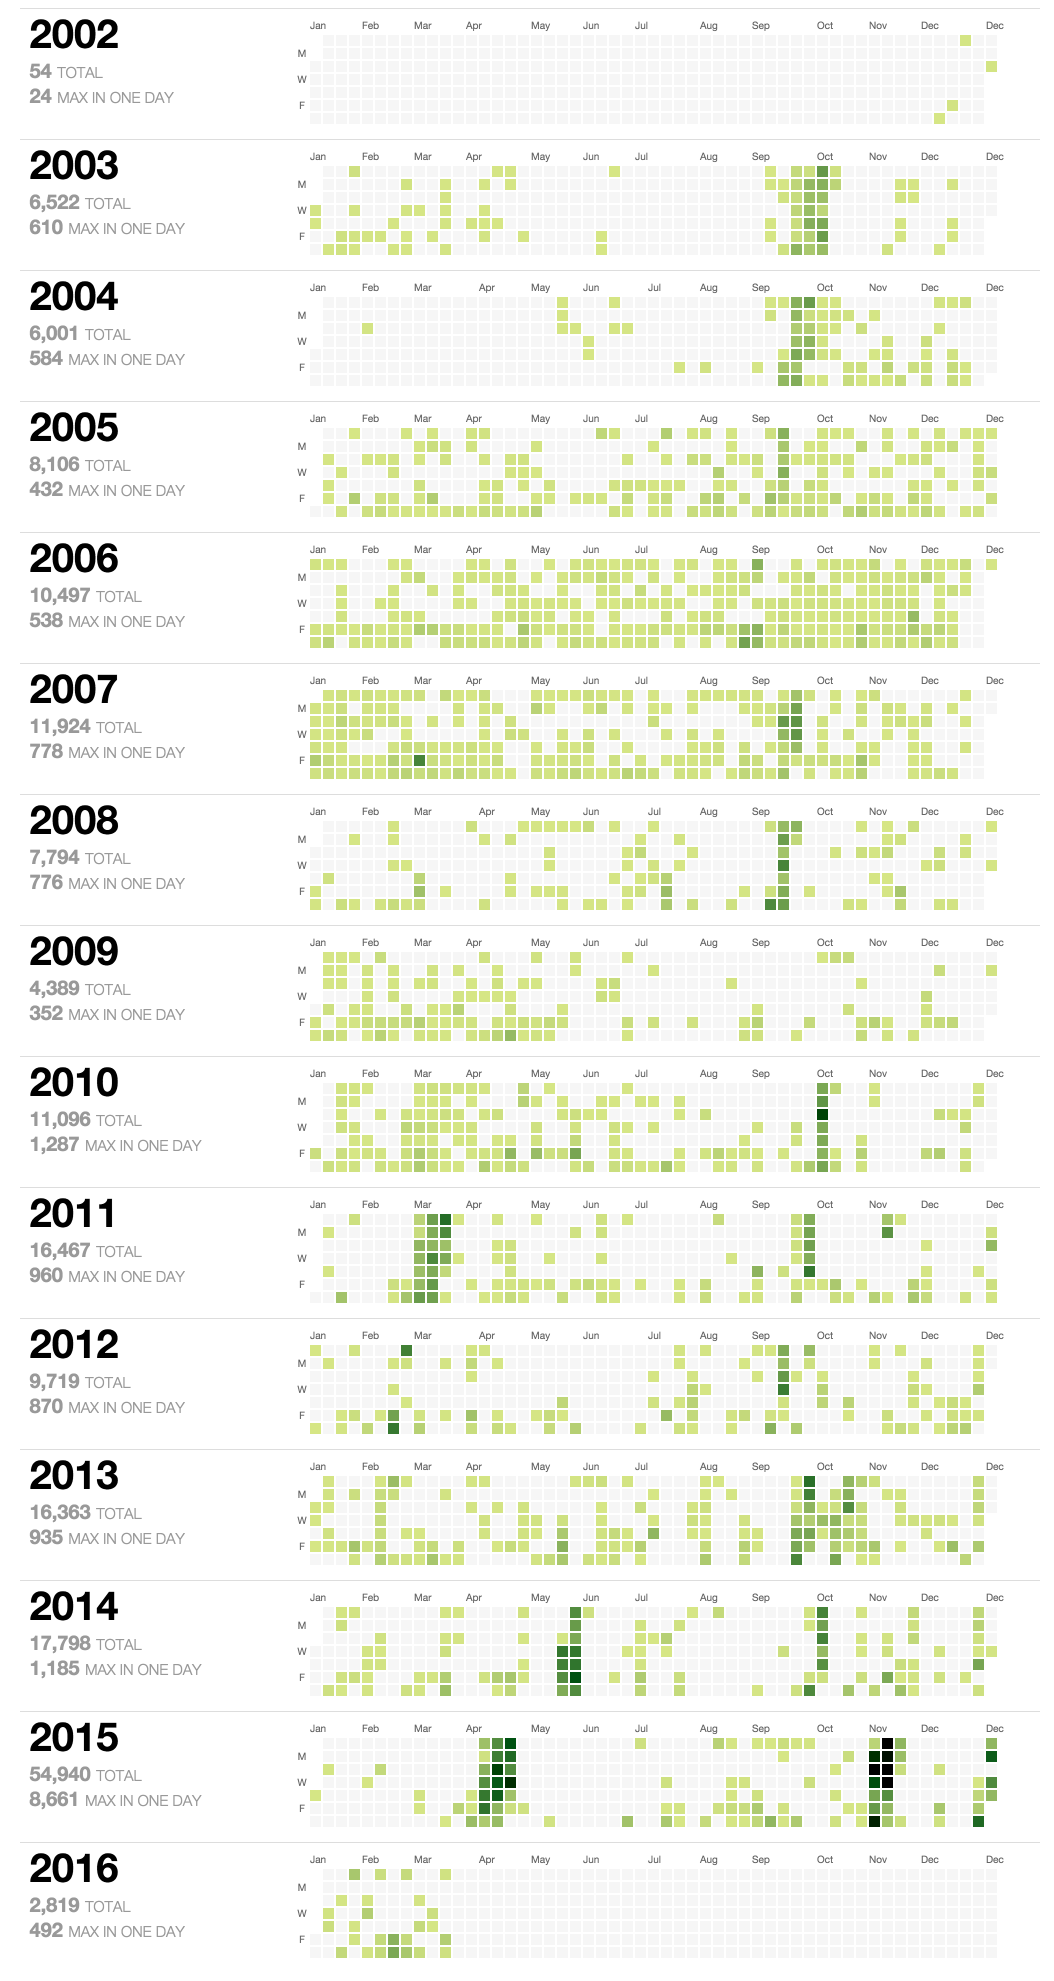 2002
54 TOTAL
24 MAX IN ONE DAY
Jan Feb Mar Apr May Jun Jul Aug Sep Oct Nov Dec Dec
M
W
F
2003
6,522 TOTAL
610 MAX IN ONE DAY
Jan Feb Mar Apr May Jun Jul Aug Sep Oct Nov Dec Dec
M
W
F
2004
6,001 TOTAL
584 MAX IN ONE DAY
Jan Feb Mar Apr May Jun Jul Aug Sep Oct Nov Dec Dec
M
W
F
2005
8,106 TOTAL
432 MAX IN ONE DAY
Jan Feb Mar Apr May Jun Jul Aug Sep Oct Nov Dec Dec
M
W
F
2006
10,497 TOTAL
538 MAX IN ONE DAY
Jan Feb Mar Apr May Jun Jul Aug Sep Oct Nov Dec Dec
M
W
F
2007
11,924 TOTAL
778 MAX IN ONE DAY
Jan Feb Mar Apr May Jun Jul Aug Sep Oct Nov Dec Dec
M
W
F
2008
7,794 TOTAL
776 MAX IN ONE DAY
Jan Feb Mar Apr May Jun Jul Aug Sep Oct Nov Dec Dec
M
W
F
2009
4,389 TOTAL
352 MAX IN ONE DAY
Jan Feb Mar Apr May Jun Jul Aug Sep Oct Nov Dec Dec
M
W
F
2010
11,096 TOTAL
1,287 MAX IN ONE DAY
Jan Feb Mar Apr May Jun Jul Aug Sep Oct Nov Dec Dec
M
W
F
2011
16,467 TOTAL
960 MAX IN ONE DAY
Jan Feb Mar Apr May Jun Jul Aug Sep Oct Nov Dec Dec
M
W
F
2012
9,719 TOTAL
870 MAX IN ONE DAY
Jan Feb Mar Apr May Jun Jul Aug Sep Oct Nov Dec Dec
M
W
F
2013
16,363 TOTAL
935 MAX IN ONE DAY
Jan Feb Mar Apr May Jun Jul Aug Sep Oct Nov Dec Dec
M
W
F
2014
17,798 TOTAL
1,185 MAX IN ONE DAY
Jan Feb Mar Apr May Jun Jul Aug Sep Oct Nov Dec Dec
M
W
F
2015
54,940 TOTAL
8,661 MAX IN ONE DAY
Jan Feb Mar Apr May Jun Jul Aug Sep Oct Nov Dec Dec
M
W
F
2016
2,819 TOTAL
492 MAX IN ONE DAY
Jan Feb Mar Apr May Jun Jul Aug Sep Oct Nov Dec Dec
M
W
F